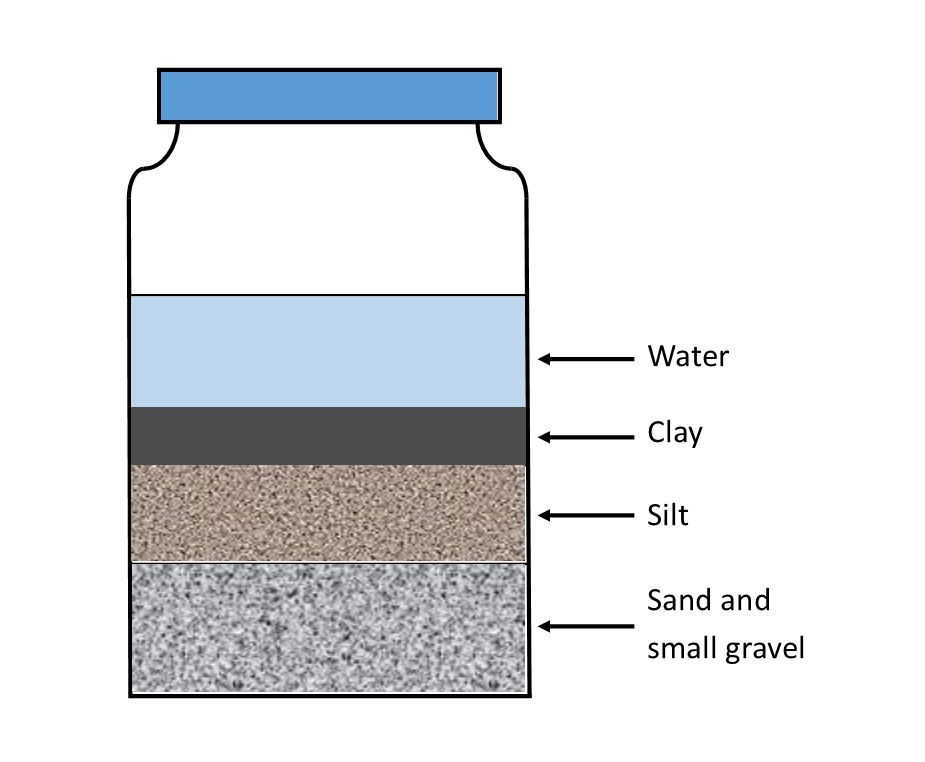 Water
Clay
Silt
Sand and
small gravel